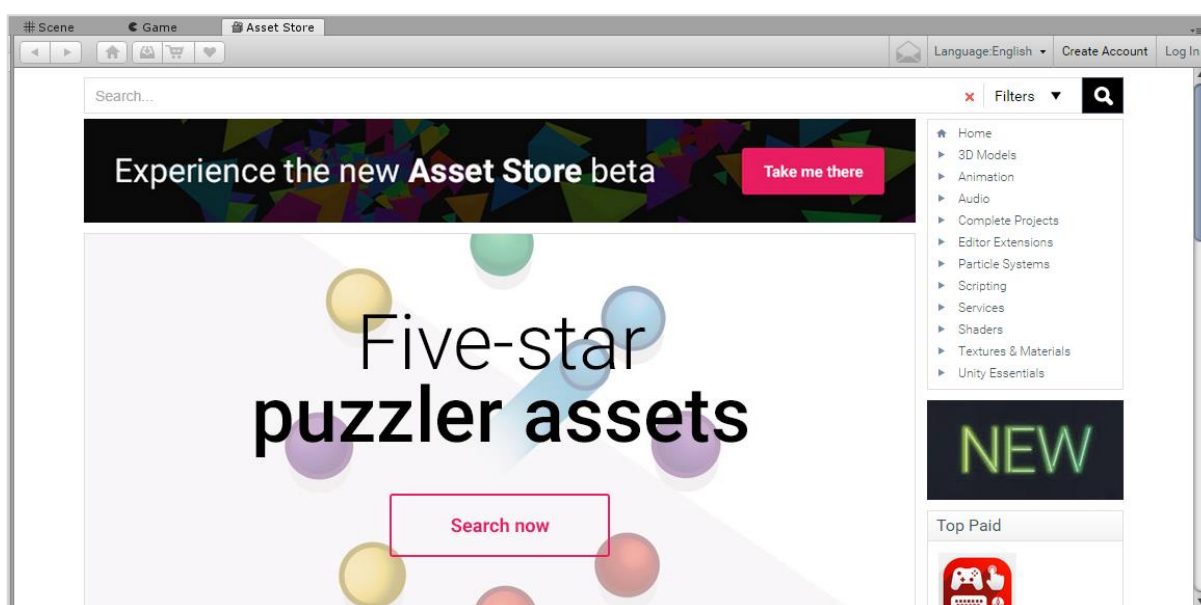 Scene
Game
Asset Store
Language:English
Create Account
Log In
Search...
Filters
Experience the new Asset Store beta
Take me there
Home
3D Models
Animation
Audio
Complete Projects
Editor Extensions
Particle Systems
Scripting
Services
Shaders
Textures & Materials
Unity Essentials
Five-star
puzzler assets
Search now
NEW
Top Paid